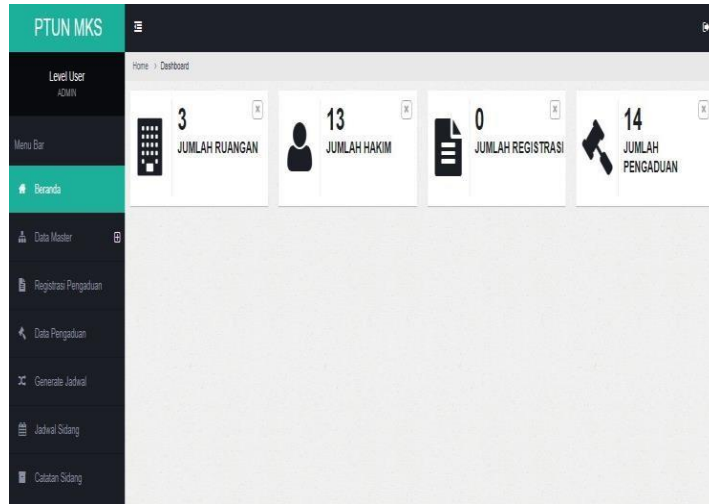 PTUN MKS
Level User
ADMIN
Menu Bar
Beranda
Data Master
Registrasi Pengaduan
Data Pengaduan
Generate Jadwal
Jadwal Sidang
Catatan Sidang
Home > Dashboard
3
JUMLAH RUANGAN
13
JUMLAH HAKIM
0
JUMLAH REGISTRASI
14
JUMLAH
PENGADUAN